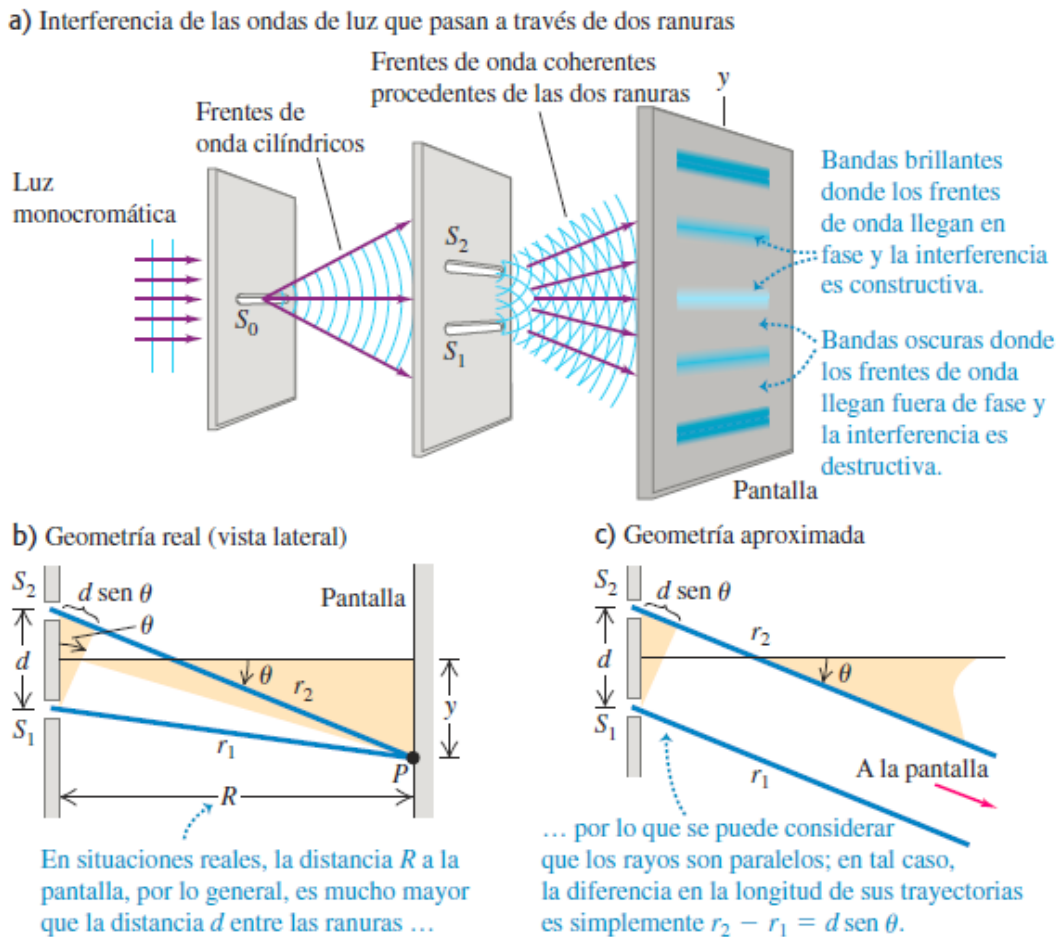 a) Interferencia de las ondas de luz que pasan a través de dos ranuras
Frentes de onda coherentes
procedentes de las dos ranuras
y
Frentes de
onda cilíndricos
Luz
monocromática
S0
S2
S1
Bandas brillantes
donde los frentes
de onda llegan en
fase y la interferencia
es constructiva.
Bandas oscuras donde
los frentes de onda
llegan fuera de fase y
la interferencia es
destructiva.
Pantalla
b) Geometría real (vista lateral)
S2
d sen θ
Pantalla
θ
d
θ
r2
y
S1
r1
P
R
En situaciones reales, la distancia R a la
pantalla, por lo general, es mucho mayor
que la distancia d entre las ranuras ...
c) Geometría aproximada
S2
d sen θ
r2
d
θ
S1
r1
A la pantalla
... por lo que se puede considerar
que los rayos son paralelos; en tal caso,
la diferencia en la longitud de sus trayectorias
es simplemente r2 − r1 = d sen θ.